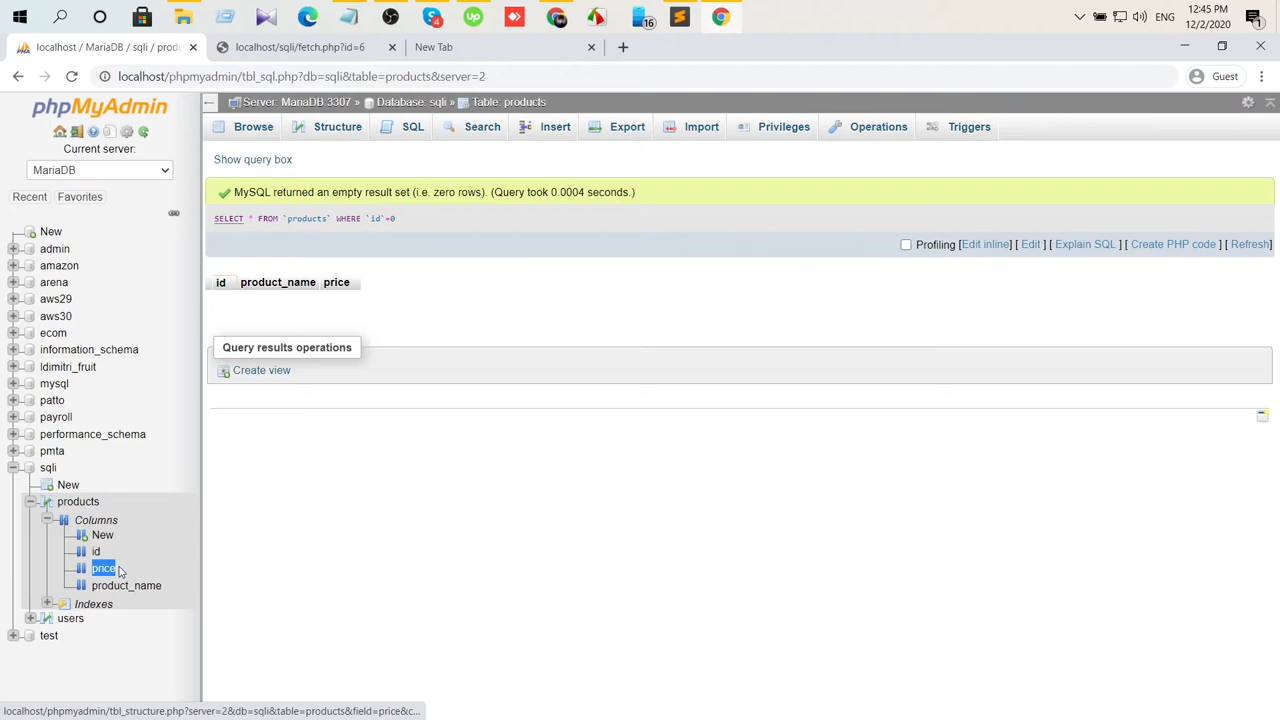 16
4
ENG
12:45 PM
12/2/2020
1
localhost / MariaDB / sqli / produ
localhost/sqli/fetch.php?id=6
New Tab
localhost/phpmyadmin/tbl_sql.php?db=sqli&table=products&server=2
Guest
phpMyAdmin
Current server:
MariaDB
Recent Favorites
New
admin
amazon
arena
aws29
aws30
ecom
information_schema
ldimitri_fruit
mysql
patto
payroll
performance_schema
pmta
sqli
New
products
Columns
New
id
price
product_name
Indexes
users
test
Server: MariaDB:3307 » Database: sqli » Table: products
Browse Structure SQL Search Insert Export Import Privileges Operations Triggers
Show query box
MySQL returned an empty result set (i.e. zero rows). (Query took 0.0004 seconds.)
SELECT * FROM `products` WHERE `id`=0
Profiling [Edit inline] [ Edit ] [ Explain SQL ] [ Create PHP code ] [ Refresh]
id product_name price
Query results operations
Create view
localhost/phpmyadmin/tbl_structure.php?server=2&db=sqli&table=products&field=price&c...